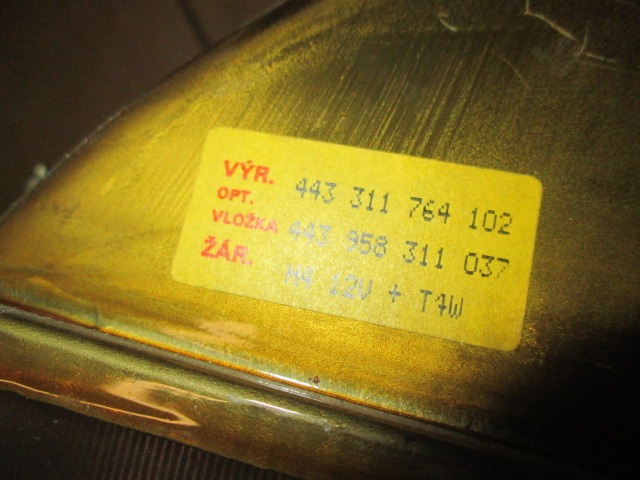 VÝR. 443 311 764 102
OPT.
VLOŽKA 443 958 311 037
ŽÁR. H4 12V + T4W